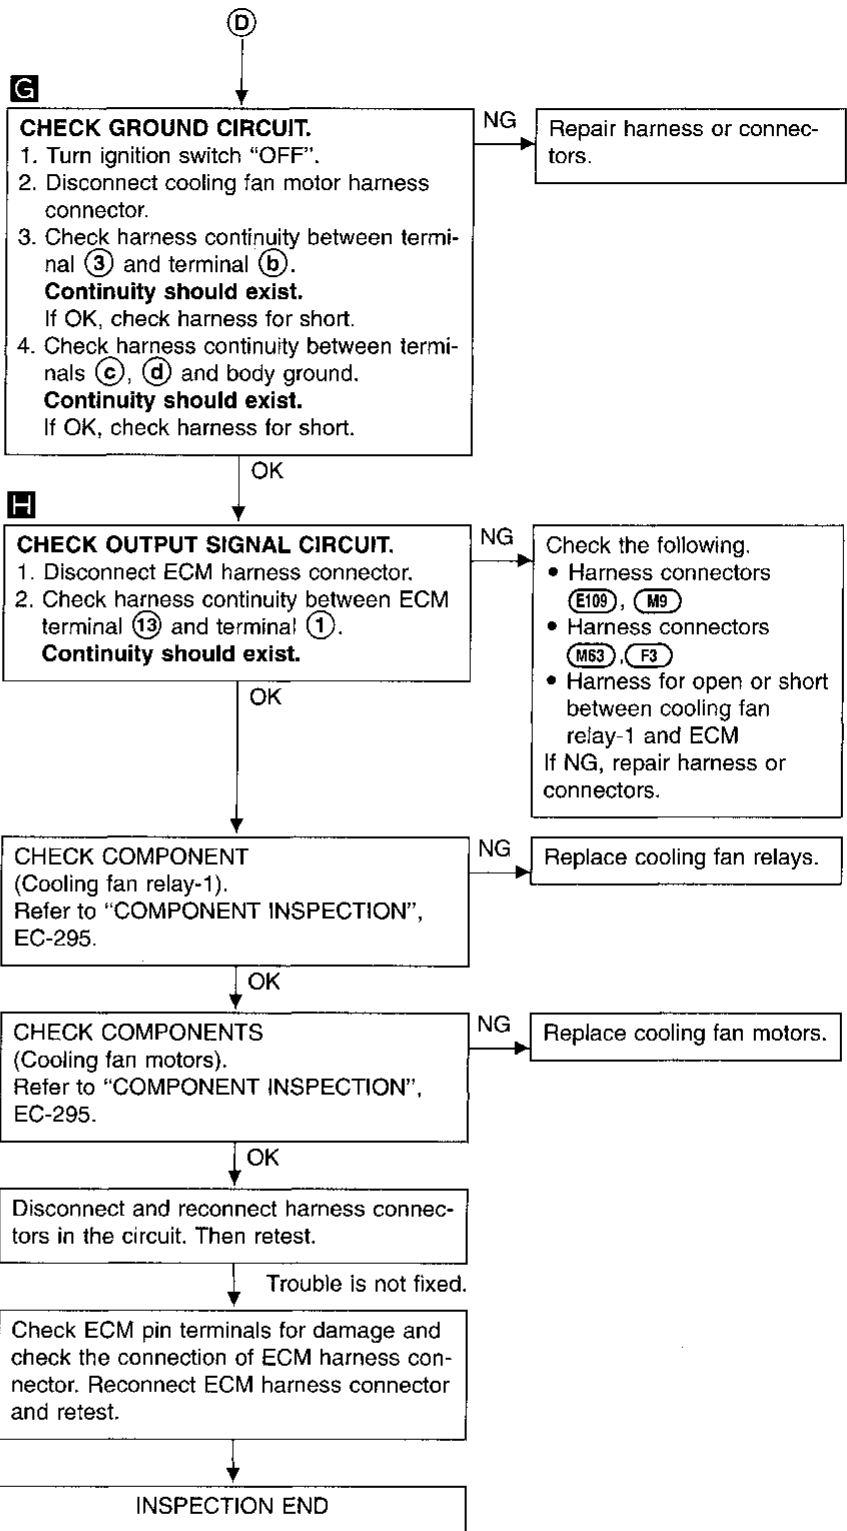 D
G
CHECK GROUND CIRCUIT.
1. Turn ignition switch “OFF”.
2. Disconnect cooling fan motor harness
connector.
3. Check harness continuity between termi-
nal 3 and terminal b.
Continuity should exist.
If OK, check harness for short.
4. Check harness continuity between termi-
nals c, d and body ground.
Continuity should exist.
If OK, check harness for short.
NG
Repair harness or connec-
tors.
OK
H
CHECK OUTPUT SIGNAL CIRCUIT.
1. Disconnect ECM harness connector.
2. Check harness continuity between ECM
terminal 13 and terminal 1.
Continuity should exist.
NG
Check the following.
• Harness connectors
E109, M9
• Harness connectors
M63, F3
• Harness for open or short
between cooling fan
relay-1 and ECM
If NG, repair harness or
connectors.
OK
CHECK COMPONENT
(Cooling fan relay-1).
Refer to “COMPONENT INSPECTION”,
EC-295.
NG
Replace cooling fan relays.
OK
CHECK COMPONENTS
(Cooling fan motors).
Refer to “COMPONENT INSPECTION”,
EC-295.
NG
Replace cooling fan motors.
OK
Disconnect and reconnect harness connec-
tors in the circuit. Then retest.
Trouble is not fixed.
Check ECM pin terminals for damage and
check the connection of ECM harness con-
nector. Reconnect ECM harness connector
and retest.
INSPECTION END